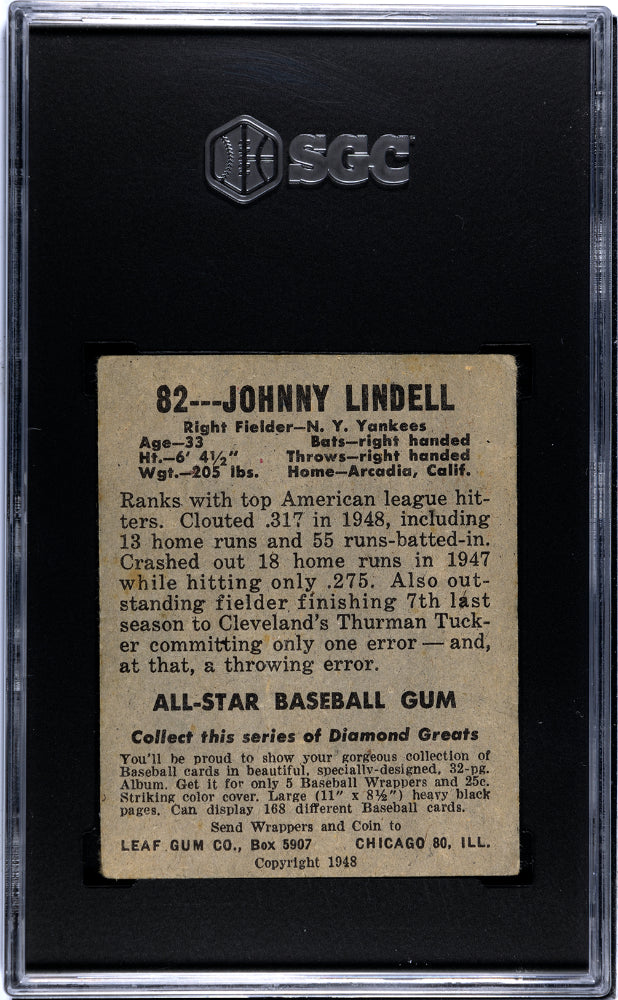 SGC
82---JOHNNY LINDELL
Right Fielder—N. Y. Yankees
Age—33 Bats—right handed
Ht.—6' 4½" Throws—right handed
Wgt.—205 lbs. Home—Arcadia, Calif.
Ranks with top American league hit-
ters. Clouted .317 in 1948, including
13 home runs and 55 runs-batted-in.
Crashed out 18 home runs in 1947
while hitting only .275. Also out-
standing fielder finishing 7th last
season to Cleveland's Thurman Tuck-
er committing only one error — and,
at that, a throwing error.
ALL-STAR BASEBALL GUM
Collect this series of Diamond Greats
You'll be proud to show your gorgeous collection of
Baseball cards in beautiful, specially-designed, 32-pg.
Album. Get it for only 5 Baseball Wrappers and 25c.
Striking color cover. Large (11" x 8½") heavy black
pages. Can display 168 different Baseball cards.
Send Wrappers and Coin to
LEAF GUM CO., Box 5907 CHICAGO 80, ILL.
Copyright 1948